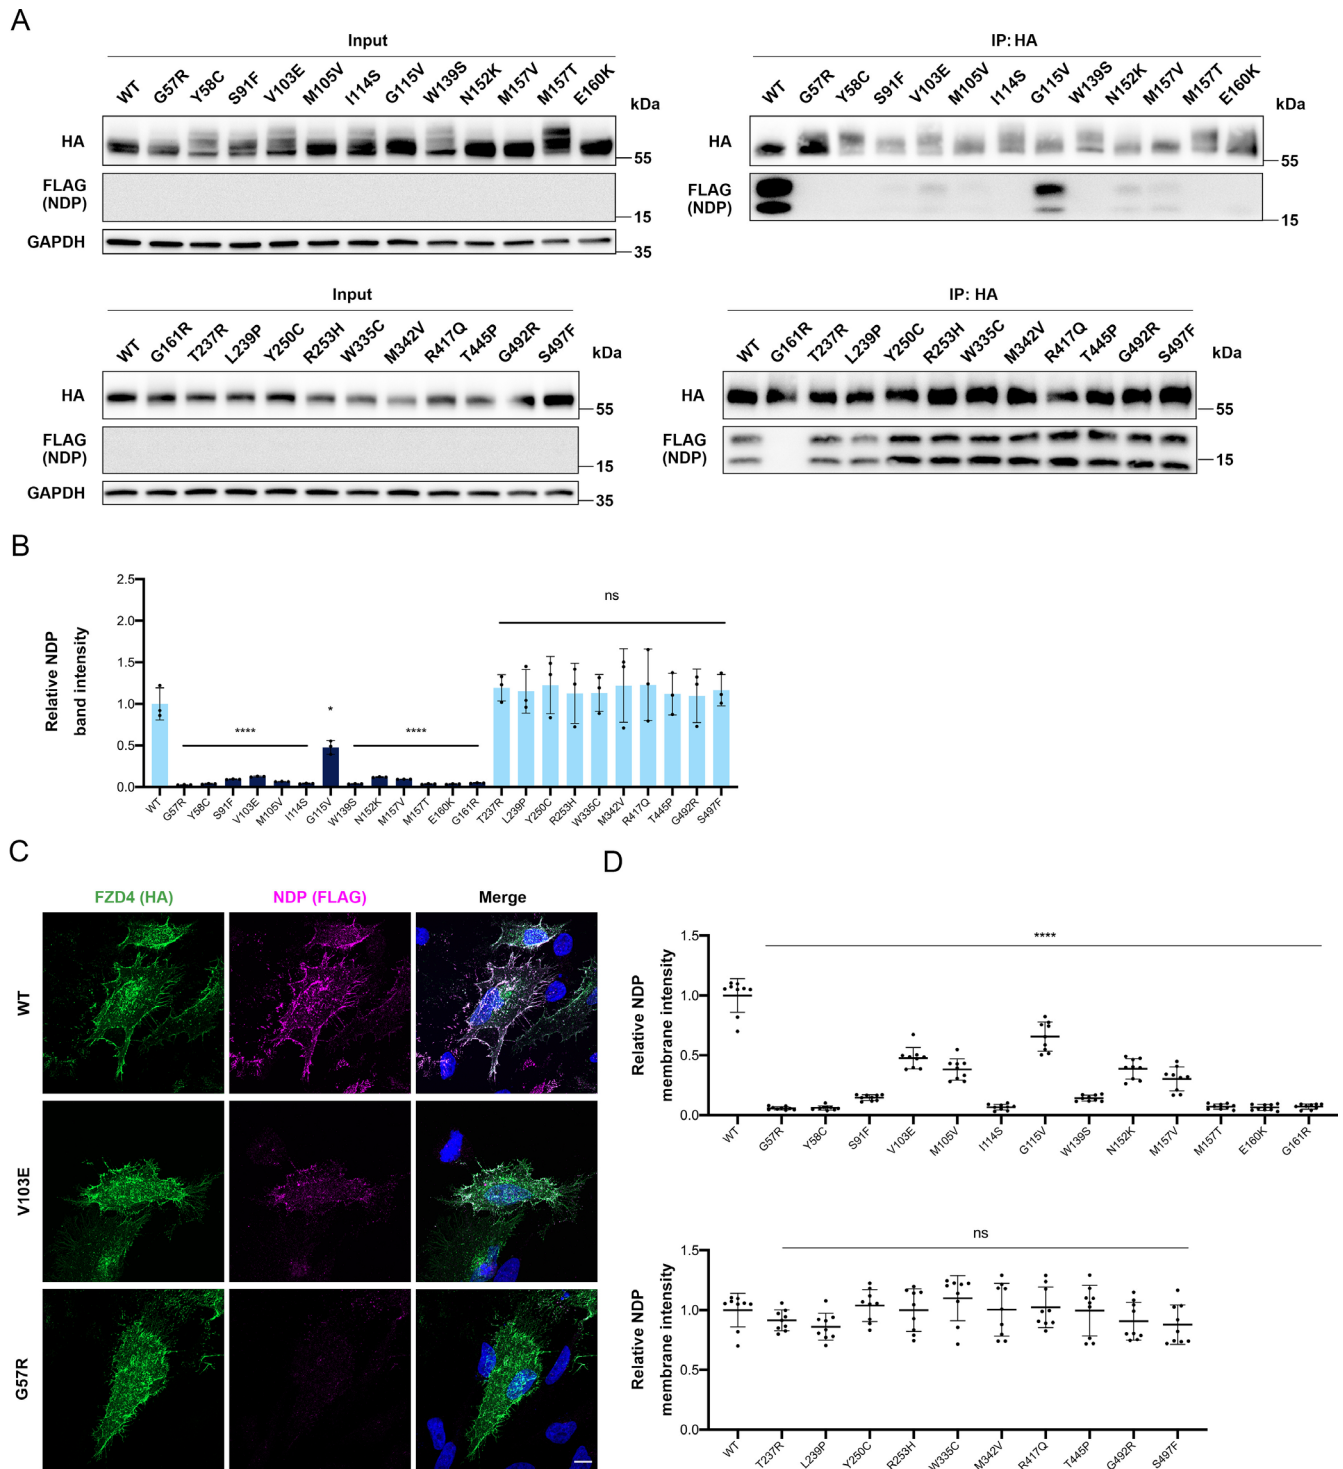 A
Input
WT G57R Y58C S91F V103E M105V I114S G115V W139S N152K M157V M157T E160K
kDa
HA
55
FLAG
(NDP)
15
GAPDH
35
IP: HA
WT G57R Y58C S91F V103E M105V I114S G115V W139S N152K M157V M157T E160K
kDa
HA
55
FLAG
(NDP)
15
Input
WT G161R T237R L239P Y250C R253H W335C M342V R417Q T445P G492R S497F
kDa
HA
55
FLAG
(NDP)
15
GAPDH
35
IP: HA
WT G161R T237R L239P Y250C R253H W335C M342V R417Q T445P G492R S497F
kDa
HA
55
FLAG
(NDP)
15
B
Relative NDP
band intensity
2.5
2.0
1.5
1.0
0.5
0.0
****
*
****
ns
WT G57R Y58C S91F V103E M105V I114S G115V W139S N152K M157V M157T E160K G161R T237R L239P Y250C R253H W335C M342V R417Q T445P G492R S497F
C
FZD4 (HA)
NDP (FLAG)
Merge
WT
V103E
G57R
D
Relative NDP
membrane intensity
1.5
1.0
0.5
0.0
****
WT G57R Y58C S91F V103E M105V I114S G115V W139S N152K M157V M157T E160K G161R
Relative NDP
membrane intensity
1.5
1.0
0.5
0.0
ns
WT T237R L239P Y250C R253H W335C M342V R417Q T445P G492R S497F